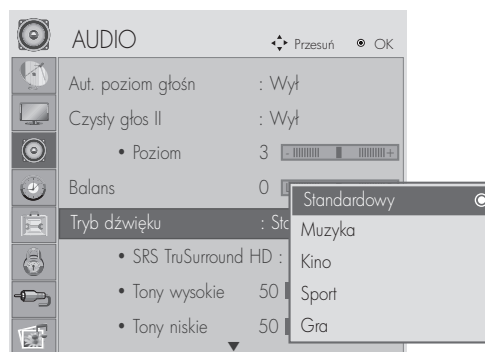 AUDIO
Przesuń OK
Aut. poziom głośn : Wył
Czysty głos II : Wył
• Poziom 3 - +
Balans 0
Tryb dźwięku :
Standardowy
Muzyka
Kino
Sport
Gra
• SRS TruSurround HD :
• Tony wysokie 50
• Tony niskie 50